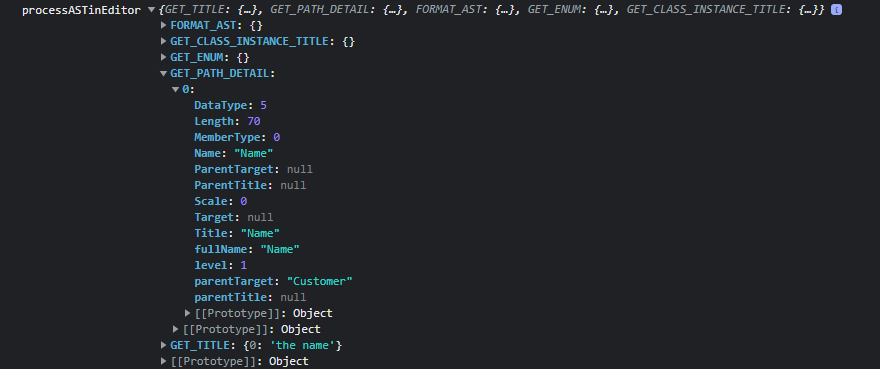 processASTinEditor ▼{GET_TITLE: {…}, GET_PATH_DETAIL: {…}, FORMAT_AST: {…}, GET_ENUM: {…}, GET_CLASS_INSTANCE_TITLE: {…}} i
▶ FORMAT_AST: {}
▶ GET_CLASS_INSTANCE_TITLE: {}
▶ GET_ENUM: {}
▼ GET_PATH_DETAIL:
▼ 0:
DataType: 5
Length: 70
MemberType: 0
Name: "Name"
ParentTarget: null
ParentTitle: null
Scale: 0
Target: null
Title: "Name"
fullName: "Name"
level: 1
parentTarget: "Customer"
parentTitle: null
▶ [[Prototype]]: Object
▶ [[Prototype]]: Object
▶ GET_TITLE: {0: 'the name'}
▶ [[Prototype]]: Object